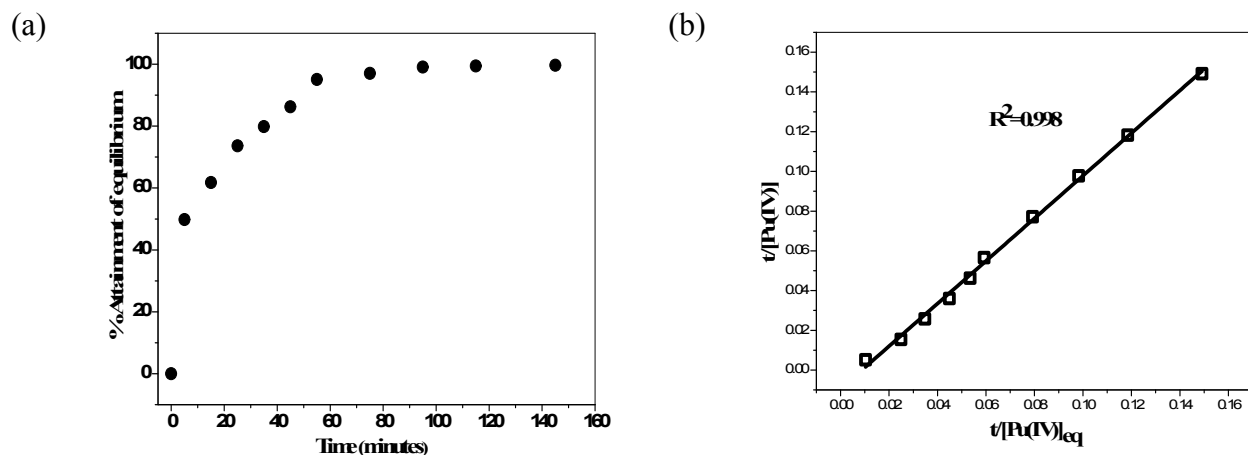 (a)
100
80
60
40
20
0
% Attainment of equilibrium
0 20 40 60 80 100 120 140 160
Time (minutes)
(b)
0.16
0.14
0.12
0.10
0.08
0.06
0.04
0.02
0.00
t/[Pu(IV)]
R²=0.998
0.00 0.02 0.04 0.06 0.08 0.10 0.12 0.14 0.16
t/[Pu(IV)]eq